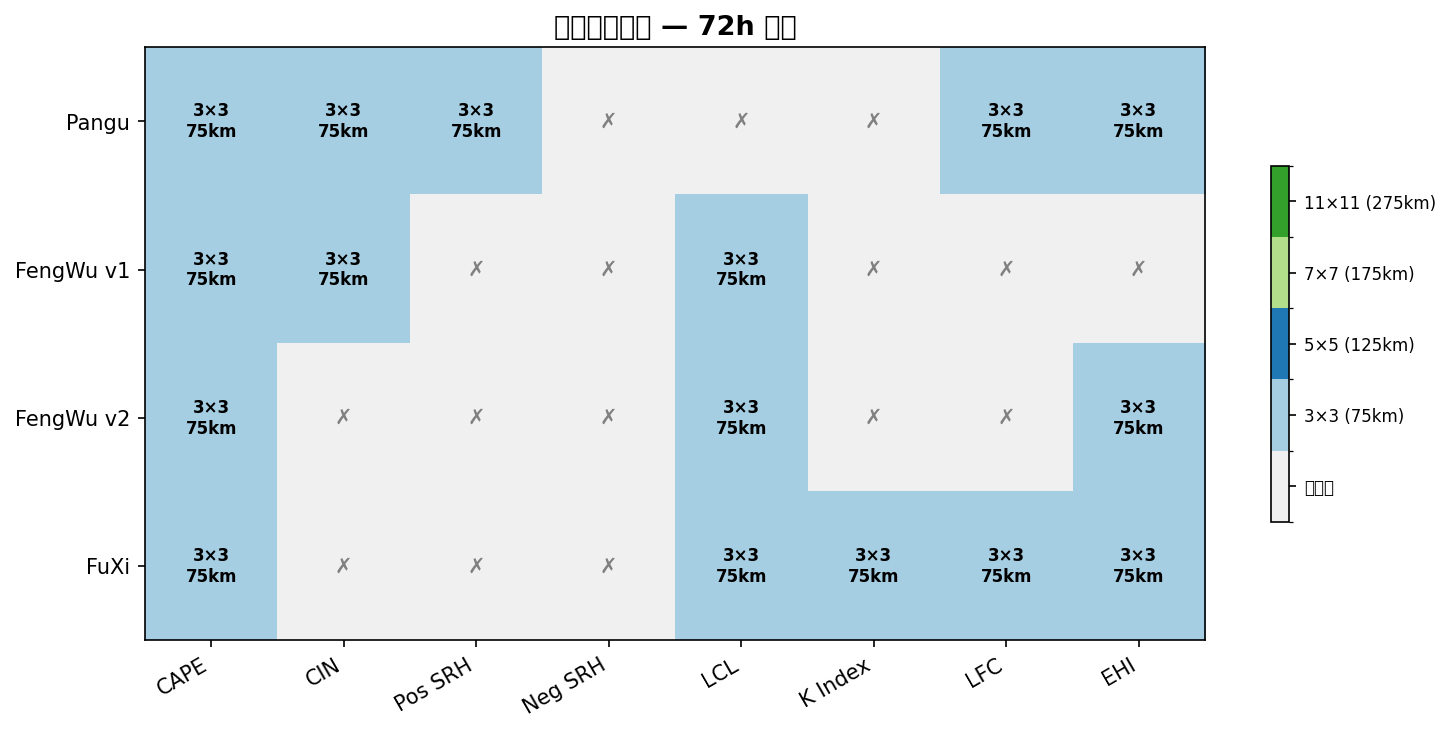 — 72h
Pangu
3×3
75km
3×3
75km
3×3
75km
✗
✗
✗
3×3
75km
3×3
75km
FengWu v1
3×3
75km
3×3
75km
✗
✗
3×3
75km
✗
✗
✗
FengWu v2
3×3
75km
✗
✗
✗
3×3
75km
✗
✗
3×3
75km
FuXi
3×3
75km
✗
✗
✗
3×3
75km
3×3
75km
3×3
75km
3×3
75km
CAPE
CIN
Pos SRH
Neg SRH
LCL
K Index
LFC
EHI
11×11 (275km)
7×7 (175km)
5×5 (125km)
3×3 (75km)